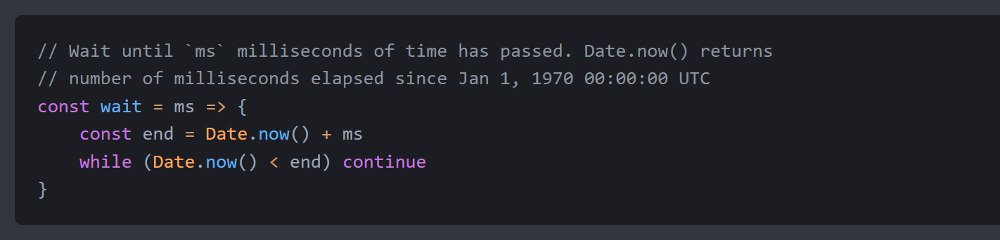 // Wait until `ms` milliseconds of time has passed. Date.now() returns
// number of milliseconds elapsed since Jan 1, 1970 00:00:00 UTC
const wait = ms => {
    const end = Date.now() + ms
    while (Date.now() < end) continue
}